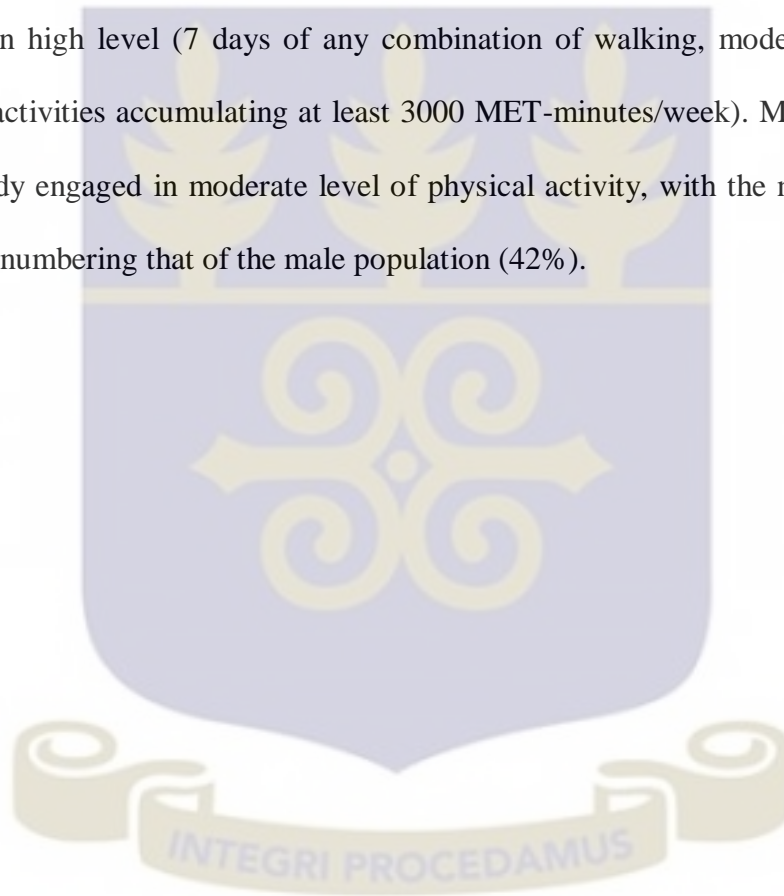 n high level (7 days of any combination of walking, mode
activities accumulating at least 3000 MET-minutes/week). M
dy engaged in moderate level of physical activity, with the
numbering that of the male population (42%).
INTEGRI PROCEDAMUS